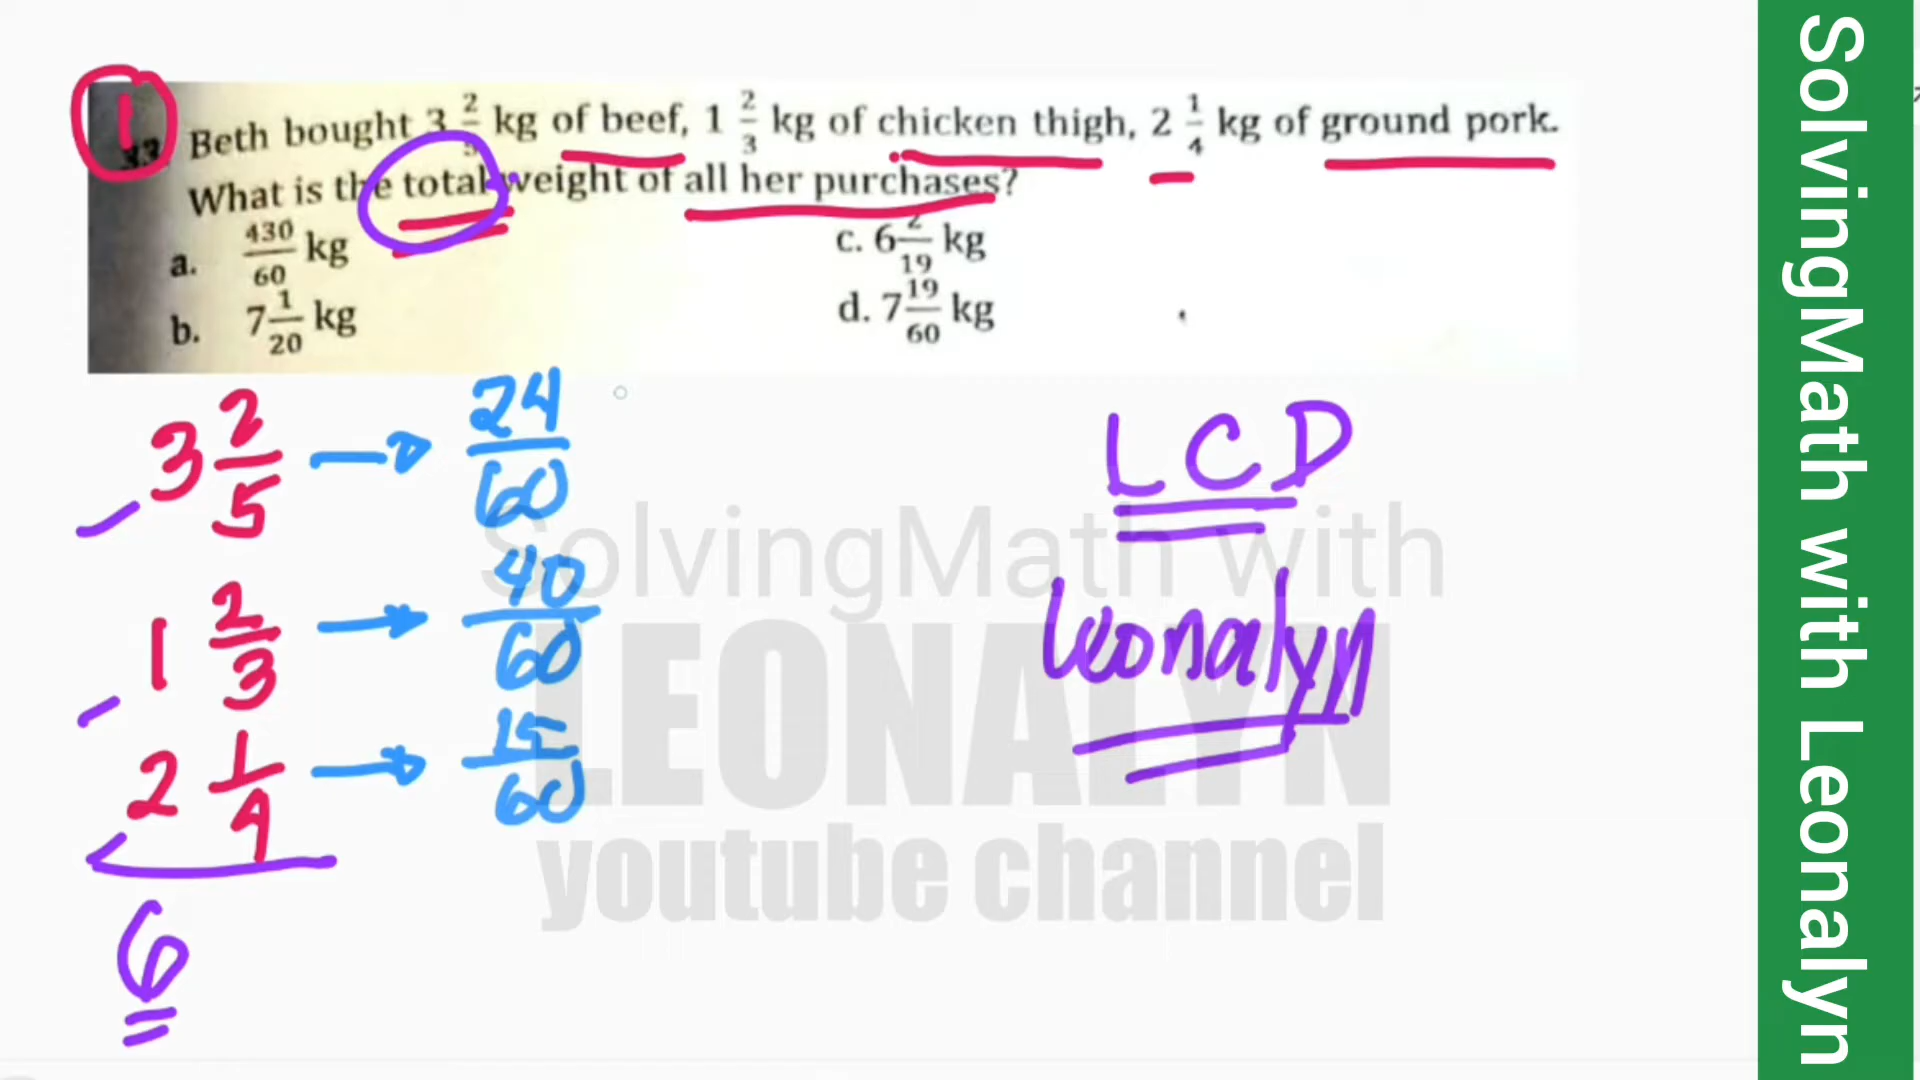 1
33 Beth bought 3 2/5 kg of beef, 1 2/3 kg of chicken thigh, 2 1/4 kg of ground pork.
What is the total weight of all her purchases?
a. 430/60 kg
c. 6 2/19 kg
b. 7 1/20 kg
d. 7 19/60 kg
3 2/5 → 24/60
LCD
1 2/3 → 40/60
leonalyn
2 1/4 → 15/60
6
SolvingMath with
LEONALYN
youtube channel
SolvingMath with Leonalyn